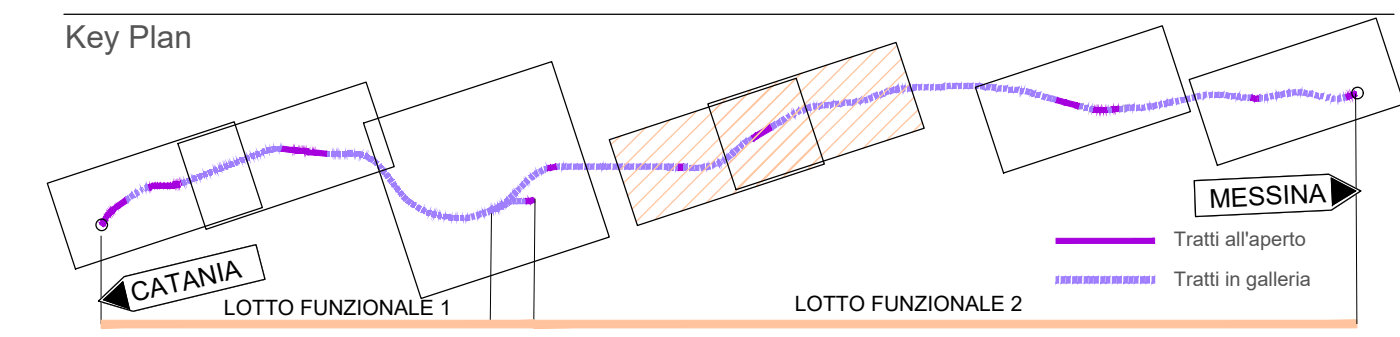 Key Plan
MESSINA
Tratti all'aperto
CATANIA
Tratti in galleria
LOTTO FUNZIONALE 1
LOTTO FUNZIONALE 2